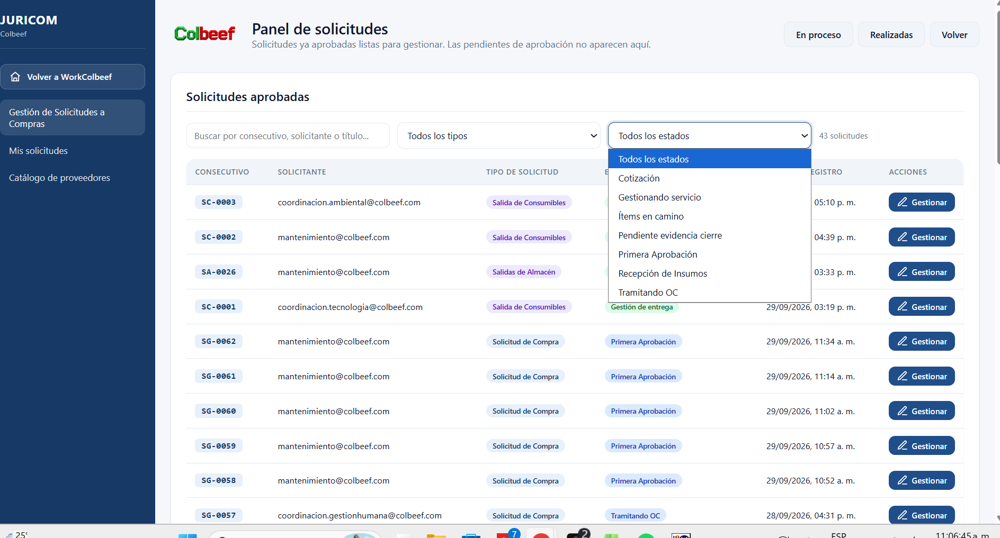 JURICOM
Colbeef
Volver a WorkColbeef
Gestión de Solicitudes a
Compras
Mis solicitudes
Catálogo de proveedores
Colbeef
Panel de solicitudes
Solicitudes ya aprobadas listas para gestionar. Las pendientes de aprobación no aparecen aquí.
En proceso
Realizadas
Volver
Solicitudes aprobadas
Buscar por consecutivo, solicitante o título...
Todos los tipos
Todos los estados
43 solicitudes
Todos los estados
Cotización
Gestionando servicio
Ítems en camino
Pendiente evidencia cierre
Primera Aprobación
Recepción de Insumos
Tramitando OC
CONSECUTIVO SOLICITANTE TIPO DE SOLICITUD E EGISTRO ACCIONES
SC-0003 coordinacion.ambiental@colbeef.com Salida de Consumibles 05:10 p. m. Gestionar
SC-0002 mantenimiento@colbeef.com Salida de Consumibles 04:39 p. m. Gestionar
SA-0026 mantenimiento@colbeef.com Salidas de Almacén 03:33 p. m. Gestionar
SC-0001 coordinacion.tecnologia@colbeef.com Salida de Consumibles Gestión de entrega 29/09/2026, 03:19 p. m. Gestionar
SG-0062 mantenimiento@colbeef.com Solicitud de Compra Primera Aprobación 29/09/2026, 11:34 a. m. Gestionar
SG-0061 mantenimiento@colbeef.com Solicitud de Compra Primera Aprobación 29/09/2026, 11:14 a. m. Gestionar
SG-0060 mantenimiento@colbeef.com Solicitud de Compra Primera Aprobación 29/09/2026, 11:02 a. m. Gestionar
SG-0059 mantenimiento@colbeef.com Solicitud de Compra Primera Aprobación 29/09/2026, 10:57 a. m. Gestionar
SG-0058 mantenimiento@colbeef.com Solicitud de Compra Primera Aprobación 29/09/2026, 10:52 a. m. Gestionar
SG-0057 coordinacion.gestionhumana@colbeef.com Solicitud de Compra Tramitando OC 28/09/2026, 04:31 p. m. Gestionar
25°
7
2
ESP
11:06:45 a. m.